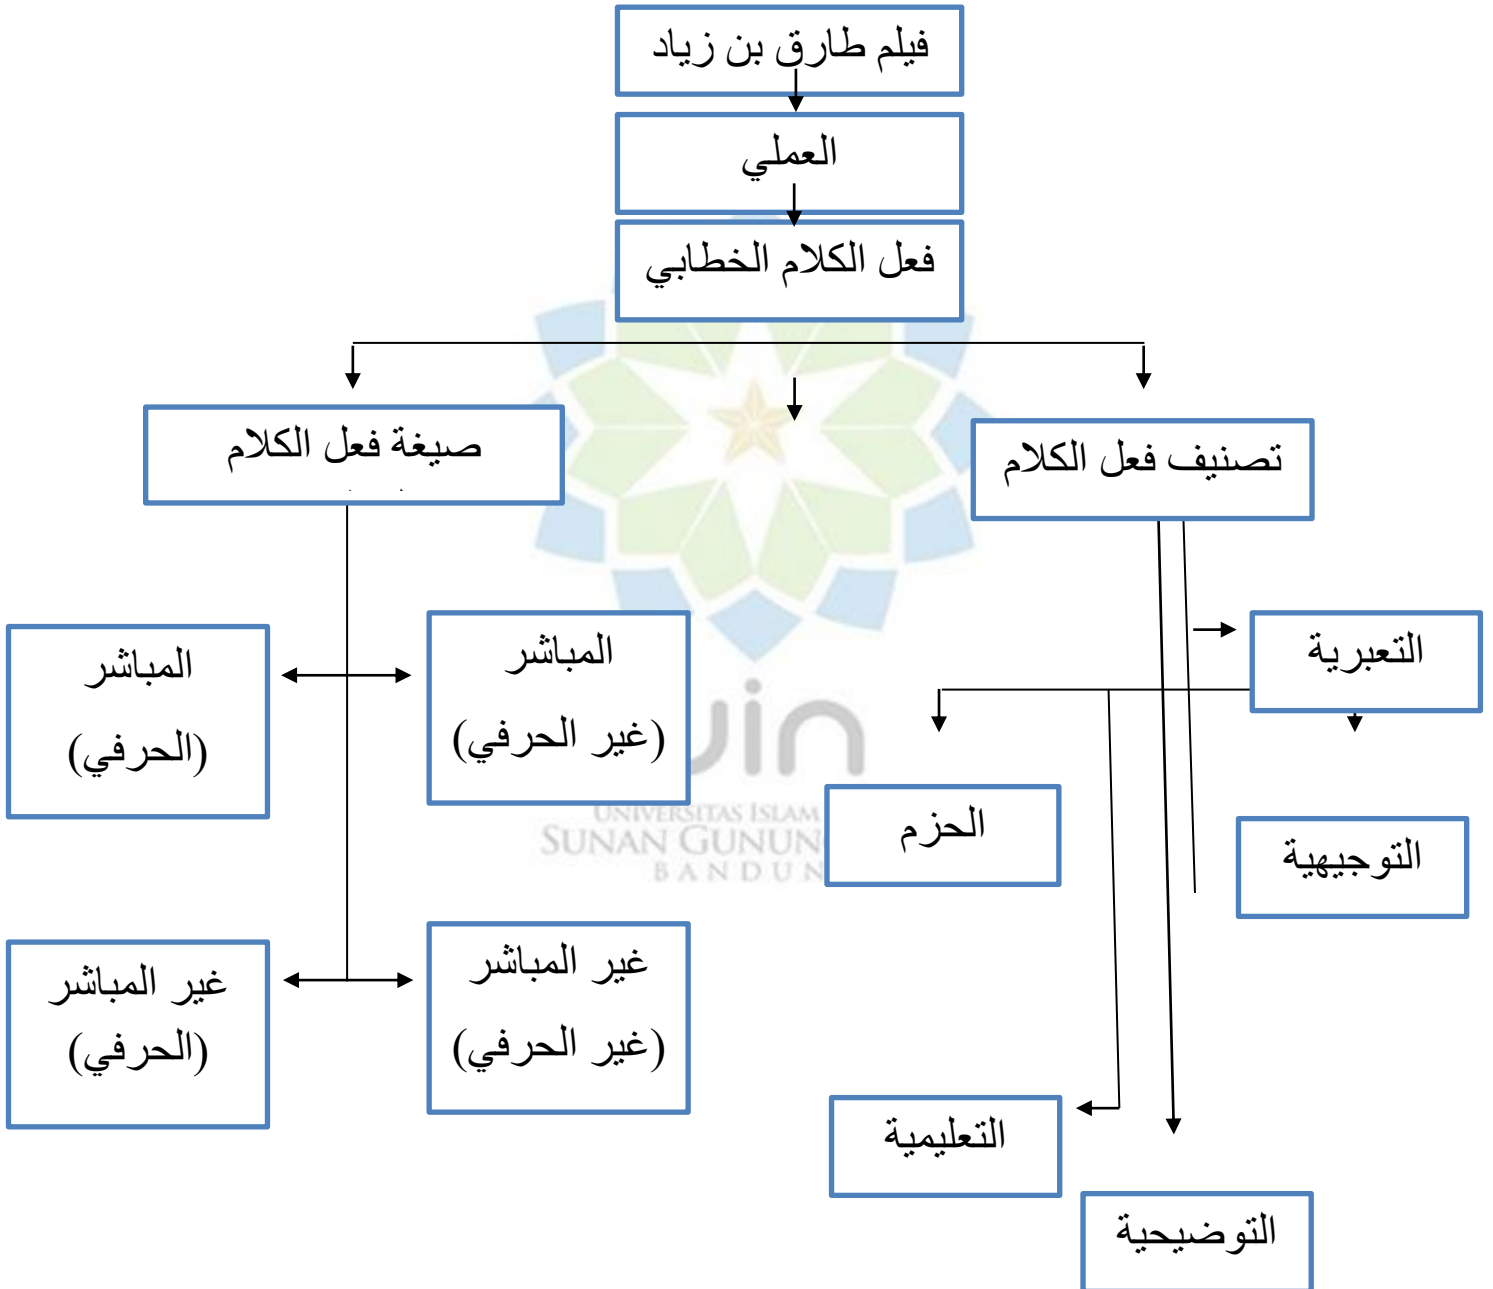 فيلم طارق بن زياد
العملي
فعل الكلام الخطابي
تصنيف فعل الكلام
صيغة فعل الكلام
التعبرية
المباشر
(غير الحرفي)
المباشر
(الحرفي)
uin
UNIVERSITAS ISLAM
SUNAN
BANDUN
الحزم
التوجيهية
غير المباشر
(غير الحرفي)
غير المباشر
(الحرفي)
التعليمية
التوضيحية